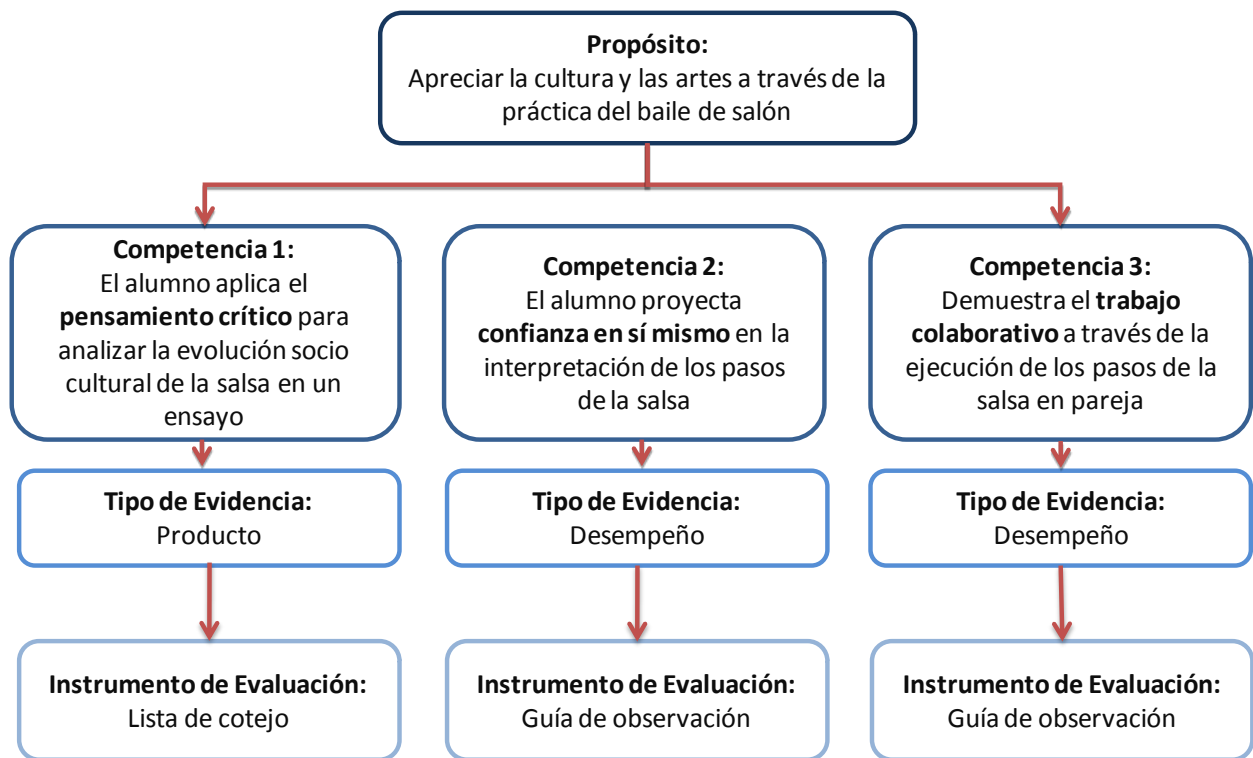 Propósito:
Apreciar la cultura y las artes a través de la
práctica del baile de salón
Competencia 1:
El alumno aplica el
pensamiento crítico para
analizar la evolución socio
cultural de la salsa en un
ensayo
Competencia 2:
El alumno proyecta
confianza en sí mismo en la
interpretación de los pasos
de la salsa
Competencia 3:
Demuestra el trabajo
colaborativo a través de la
ejecución de los pasos de la
salsa en pareja
Tipo de Evidencia:
Producto
Tipo de Evidencia:
Desempeño
Tipo de Evidencia:
Desempeño
Instrumento de Evaluación:
Lista de cotejo
Instrumento de Evaluación:
Guía de observación
Instrumento de Evaluación:
Guía de observación